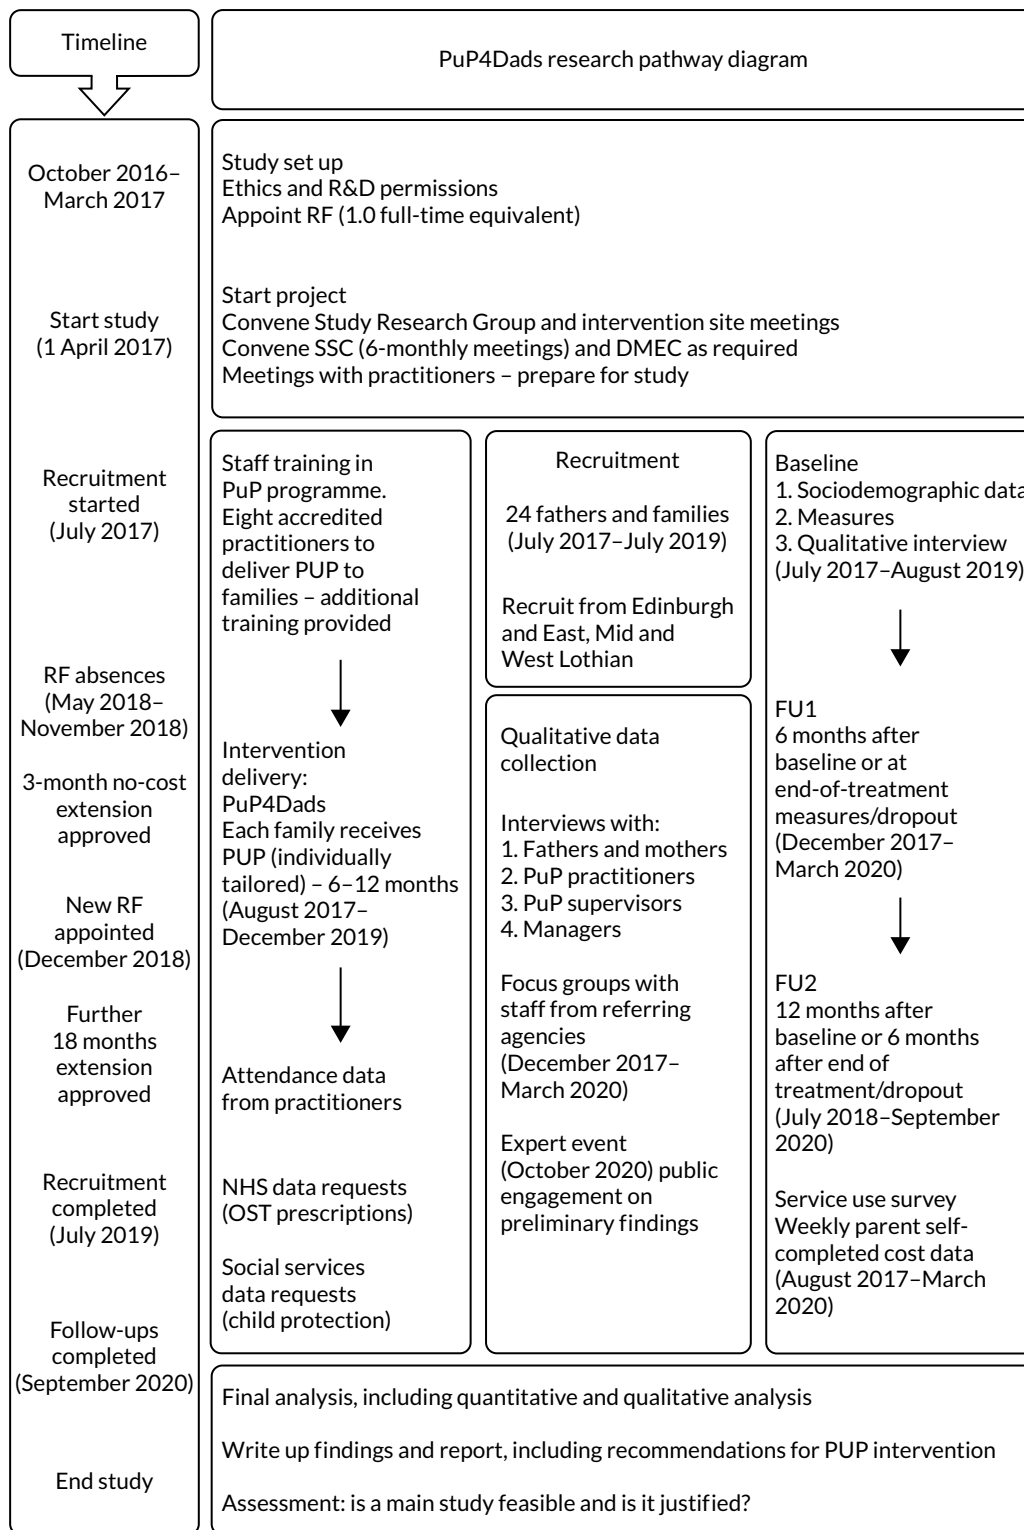 Timeline
PuP4Dads research pathway diagram
October 2016–
March 2017
Start study
(1 April 2017)
Recruitment
started
(July 2017)
RF absences
(May 2018–
November 2018)
3-month no-cost
extension
approved
New RF
appointed
(December 2018)
Further
18 months
extension
approved
Recruitment
completed
(July 2019)
Follow-ups
completed
(September 2020)
End study
Study set up
Ethics and R&D permissions
Appoint RF (1.0 full-time equivalent)
Start project
Convene Study Research Group and intervention site meetings
Convene SSC (6-monthly meetings) and DMEC as required
Meetings with practitioners – prepare for study
Staff training in
PuP programme.
Eight accredited
practitioners to
deliver PUP to
families – additional
training provided
Intervention
delivery:
PuP4Dads
Each family receives
PUP (individually
tailored) – 6–12 months
(August 2017–
December 2019)
Attendance data
from practitioners
NHS data requests
(OST prescriptions)
Social services
data requests
(child protection)
Recruitment
24 fathers and families
(July 2017–July 2019)
Recruit from Edinburgh
and East, Mid and
West Lothian
Qualitative data
collection
Interviews with:
1. Fathers and mothers
2. PuP practitioners
3. PuP supervisors
4. Managers
Focus groups with
staff from referring
agencies
(December 2017–
March 2020)
Expert event
(October 2020) public
engagement on
preliminary findings
Baseline
1. Sociodemographic data
2. Measures
3. Qualitative interview
(July 2017–August 2019)
FU1
6 months after
baseline or at
end-of-treatment
measures/dropout
(December 2017–
March 2020)
FU2
12 months after
baseline or 6 months
after end of
treatment/dropout
(July 2018–September
2020)
Service use survey
Weekly parent self-
completed cost data
(August 2017–March
2020)
Final analysis, including quantitative and qualitative analysis
Write up findings and report, including recommendations for PUP intervention
Assessment: is a main study feasible and is it justified?